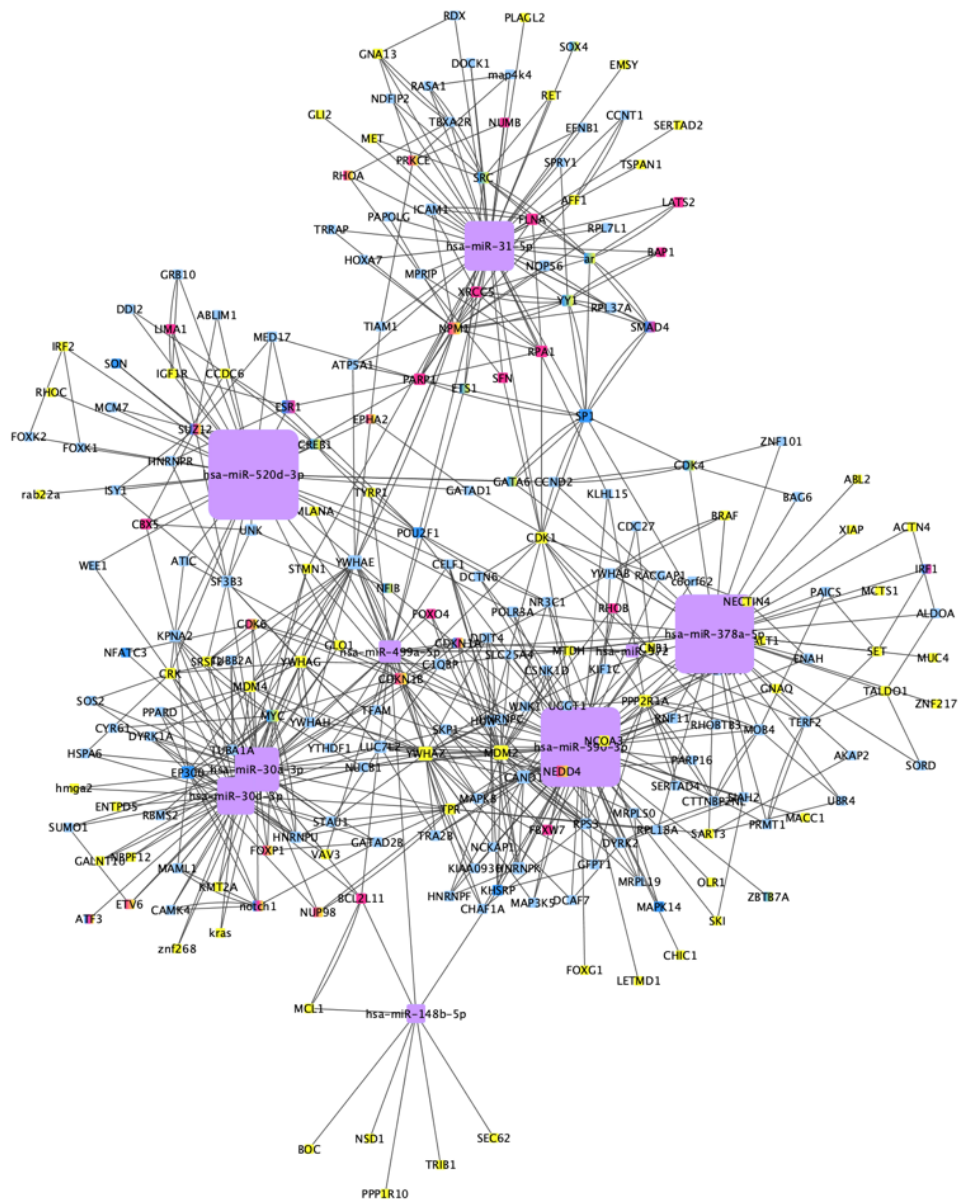 RDX
PLAGL2
SOX4
GNA13
DOCK1
EMSY
map4k4
RASA1
RET
NDFIP2
GLI2
TBXA2R
NUMB
CCNT1
EFNB1
SERTAD2
MET
PRKCE
SPRY1
TSPAN1
RHOA
SRC
AFF1
LATS2
ICAM1
PAPOLG
FLNA
TRRAP
RPL7L1
hsa-miR-31-5p
BAP1
HOXA7
ar
NOP56
MPRIP
GRB10
XRCC5
YY1
DDI2
ABLIM1
RPL37A
TIAM1
NPM1
SMAD4
LIMA1
MED17
IRF2
RPA1
SON
ATP5A1
IGF1R
CCDC6
PARP1
SFN
ETS1
RHOC
MCM7
ESR1
SP1
EPHA2
SUZ12
FOXK2
FOXK1
CREB1
ZNF101
HNRNPR
CDK4
hsa-miR-520d-3p
ABL2
GATA6
CCND2
rab22a
ISY1
TYRP1
GATAD1
KLHL15
BAG6
MLANA
BRAF
CBX5
UNK
POU2F1
CDC27
XIAP
ACTN4
CDK1
WEE1
ATIC
STMN1
YWHAE
CELF1
DCTN6
YWHAB
RACGAP1
c6orf62
IRF1
SF3B3
NFIB
PAICS
MCTS1
NR3C1
RHOB
NECTIN4
POLR3A
FOXO4
ALDOA
KPNA2
CDK6
hsa-miR-378a-5p
NFATC3
GLO1
hsa-miR-499a-5p
CDKN1A
DDIT4
SLC25A4
MTDH
SET
MUC4
SRSF2
TUBB2A
YWHAG
C1QBP
ENAH
CRK
CSNK1D
KIF1C
CDKN1B
MDM4
GNAQ
TALDO1
SOS2
PPP2R1A
ZNF217
PPARD
MYC
YWHAH
TFAM
WNK1
UGGT1
CYR61
RNF11
RHOBTB3
TERF2
DYRK1A
SKP1
MOB4
NCOA3
HSPA6
TUBA1A
YTHDF1
LUC7L2
YWHAZ
MDM2
AKAP2
SORD
EP300
hsa-miR-30a-3p
NUCB1
NEDD4
PARP16
CAND1
hmga2
hsa-miR-30d-3p
SERTAD4
MAPK8
ENTPD5
RBMS2
TPR
UBR4
SUMO1
STAU1
FBXW7
RPS3
MRPL50
RPL18A
SART3
PRMT1
MACC1
HNRNPU
TRA2B
GATAD2B
DYRK2
NCKAP1
FOXP1
VAV3
GALNT10
NBPF12
MAML1
KIAA0930
HNRNPK
GFPT1
MRPL19
OLR1
KMT2A
KHSRP
HNRNPF
MAP3K5
DCAF7
ZBTB7A
BCL2L11
ETV6
notch1
CAMK4
NUP98
CHAF1A
MAPK14
ATF3
SKI
kras
znf268
CHIC1
FOXG1
LETMD1
MCL1
hsa-miR-148b-5p
NSD1
SEC62
BOC
TRIB1
PPP1R10